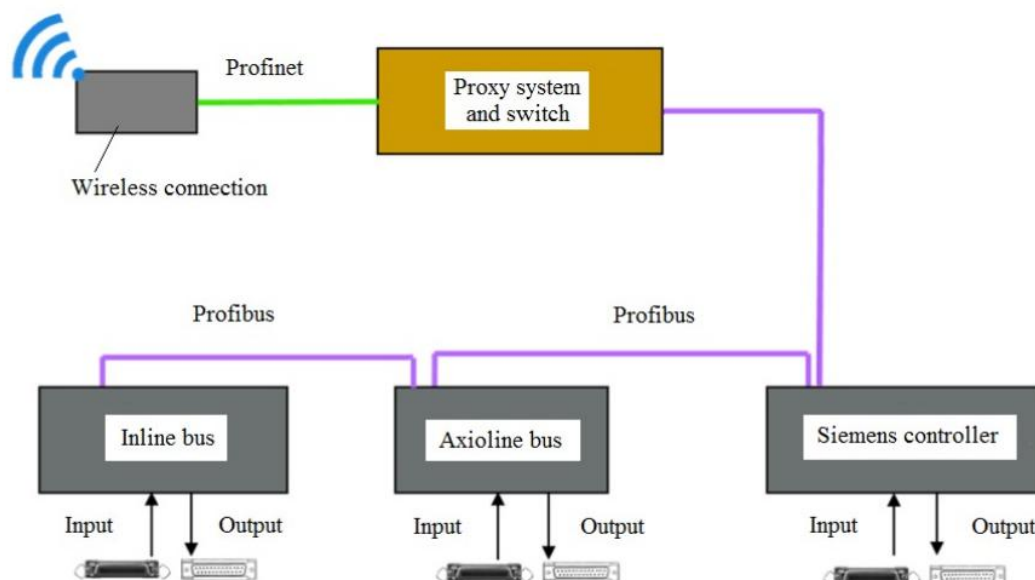 Profinet
Proxy system
and switch
Wireless connection
Profibus
Profibus
Inline bus
Axioline bus
Siemens controller
Input
Output
Input
Output
Input
Output